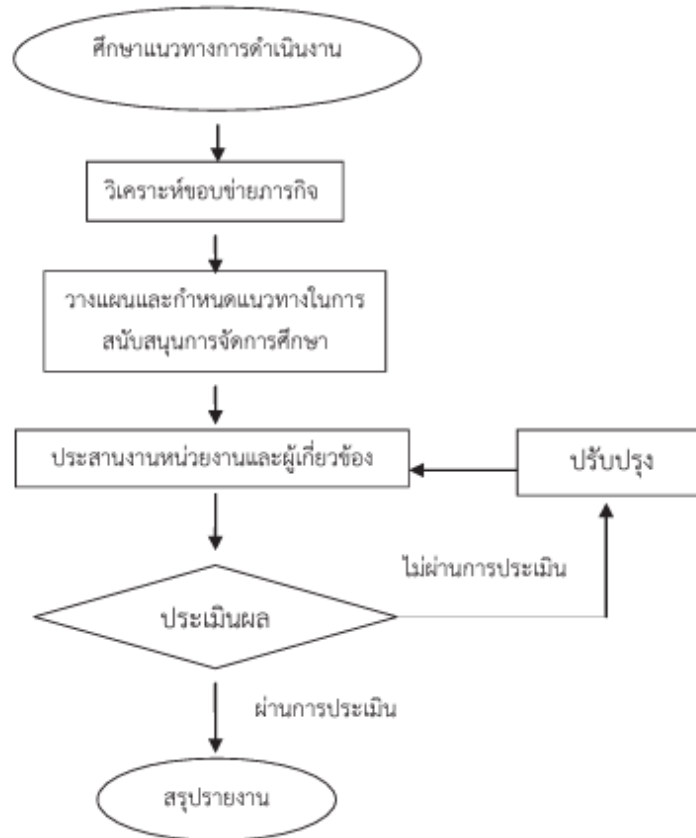 ศึกษาแนวทางการดำเนินงาน
วิเคราะห์ขอบข่ายภารกิจ
วางแผนและกำหนดแนวทางในการ
สนับสนุนการจัดการศึกษา
ประสานงานหน่วยงานและผู้เกี่ยวข้อง
ปรับปรุง
ไม่ผ่านการประเมิน
ประเมินผล
ผ่านการประเมิน
สรุปรายงาน